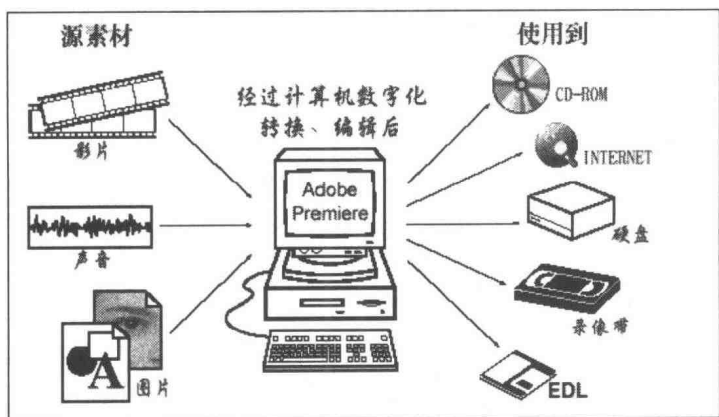 源素材
使用到
经过计算机数字化
转换、编辑后
影片
声音
A
图片
Adobe
Premiere
CD-ROM
INTERNET
硬盘
录像带
EDL